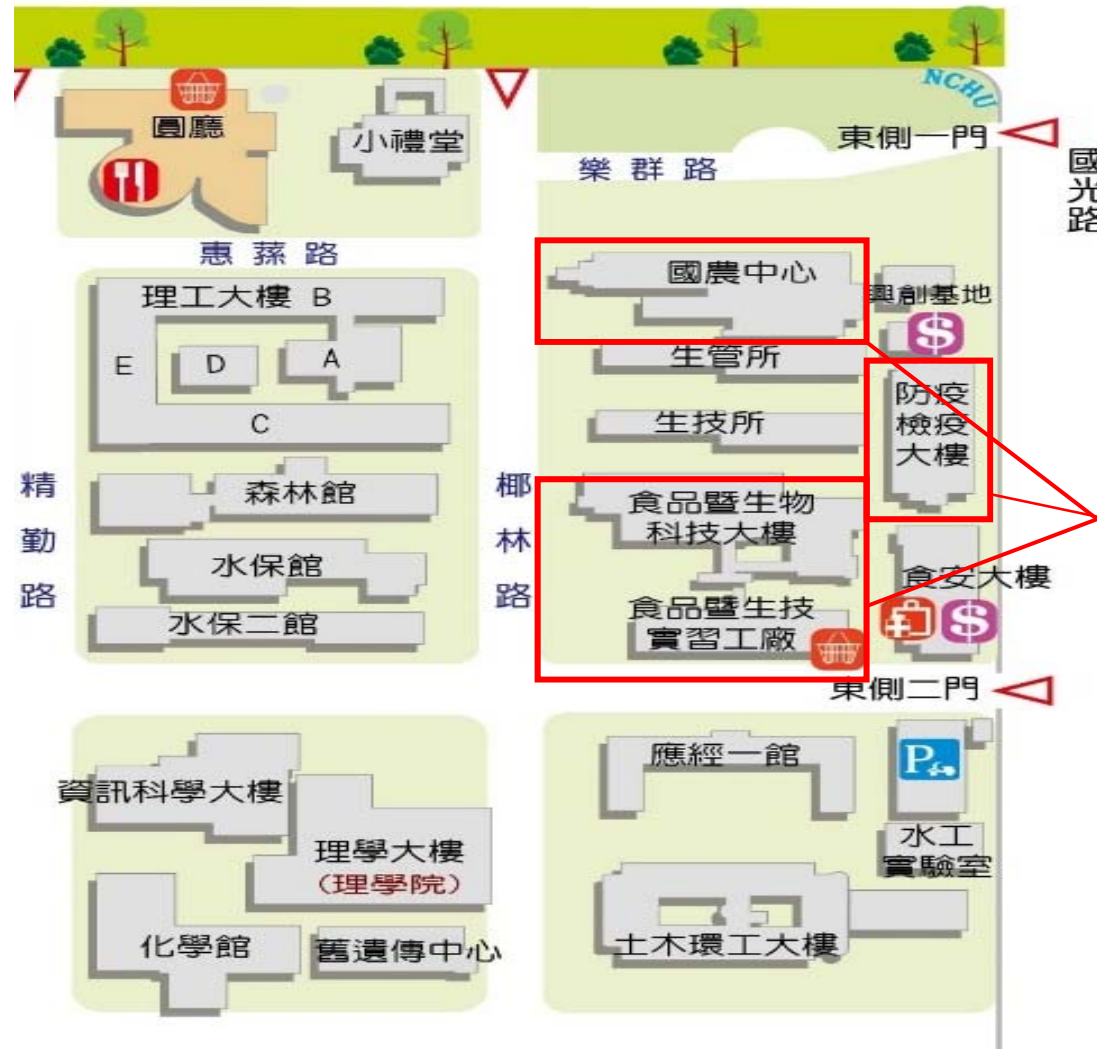 NCHU
圓廳
小禮堂
東側一門
樂群路
國光路
惠蓀路
國農中心
理工大樓 B
興創基地
$
生管所
E
D
A
防疫
檢疫
大樓
C
生技所
精勤路
森林館
椰林路
食品暨生物
科技大樓
水保館
食安大樓
水保二館
食品暨生技
實習工廠
$
東側二門
應經一館
P
資訊科學大樓
水工
實驗室
理學大樓
(理學院)
化學館
舊遺傳中心
土木環工大樓